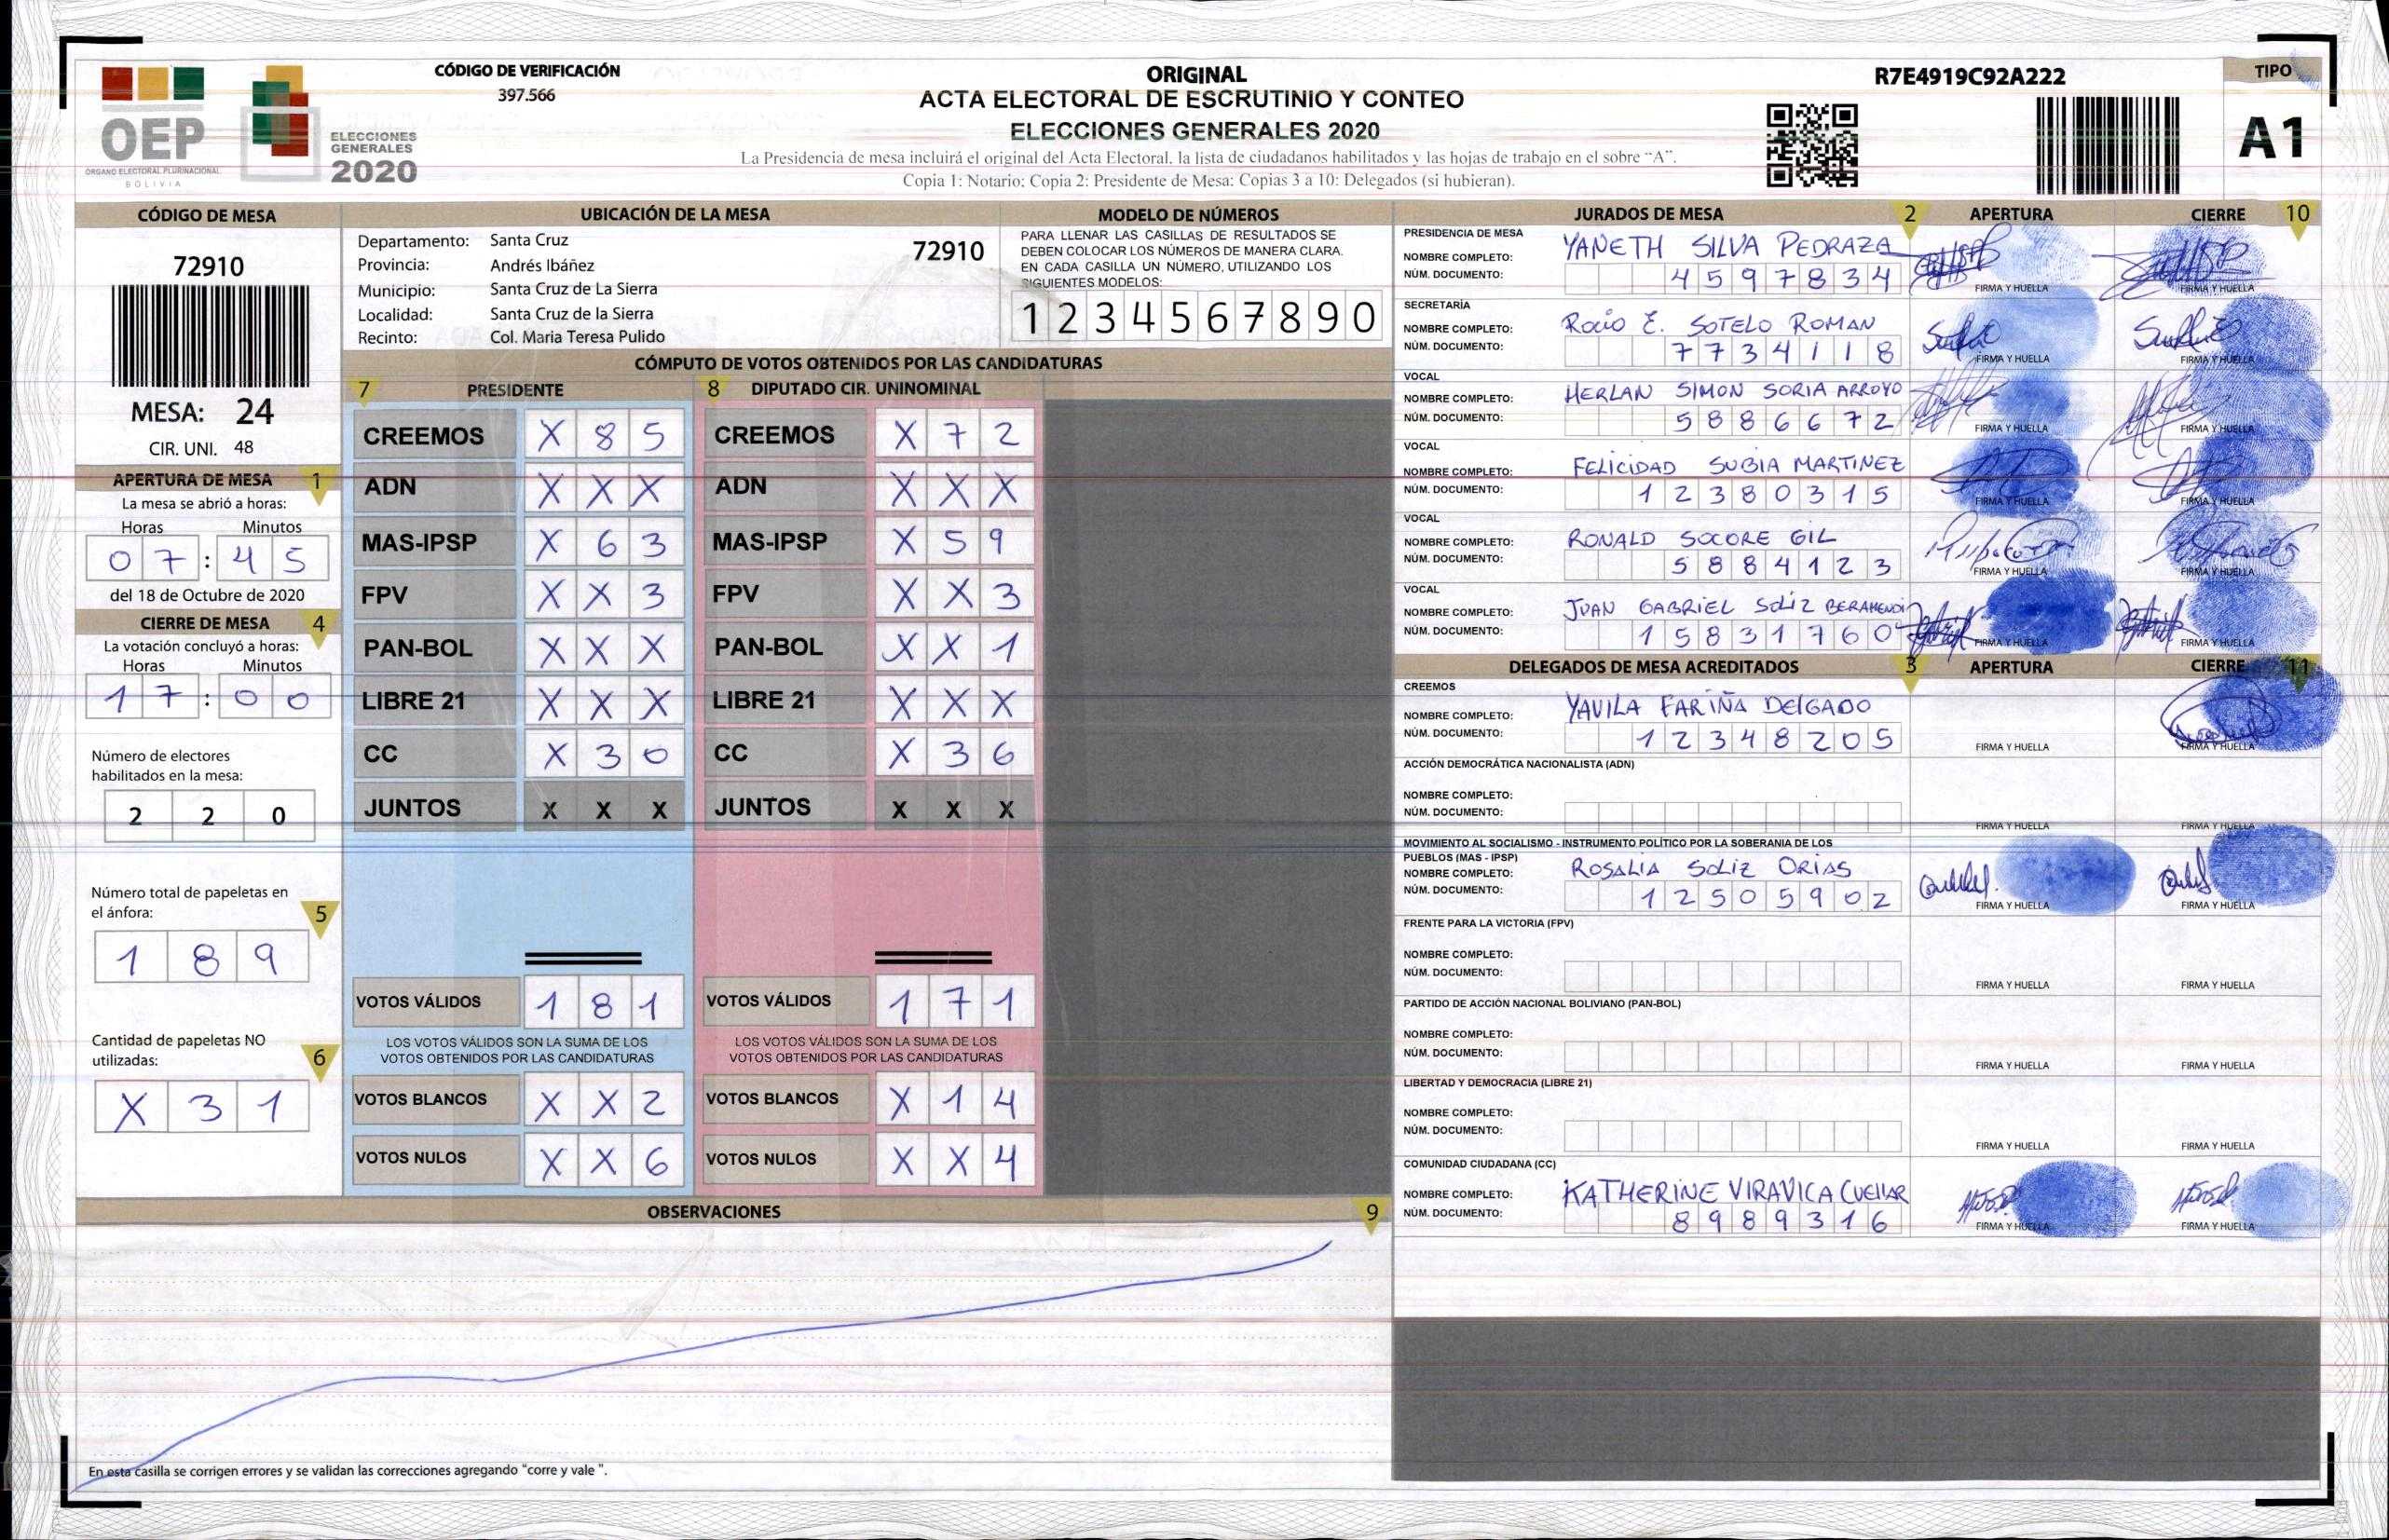 CÓDIGO DE VERIFICACIÓN
397.566
OEP
ORGANO ELECTORAL PLURINACIONAL
BOLIVIA
ELECCIONES
GENERALES
2020
ORIGINAL
ACTA ELECTORAL DE ESCRUTINIO Y CONTEO
ELECCIONES GENERALES 2020
La Presidencia de mesa incluirá el original del Acta Electoral, la lista de ciudadanos habilitados y las hojas de trabajo en el sobre "A".
Copia 1: Notario; Copia 2: Presidente de Mesa; Copias 3 a 10: Delegados (si hubieran).
R7E4919C92A222
TIPO
A1
CÓDIGO DE MESA
72910
MESA: 24
CIR. UNI. 48
APERTURA DE MESA 1
La mesa se abrió a horas:
Horas Minutos
07:45
del 18 de Octubre de 2020
CIERRE DE MESA 4
La votación concluyó a horas:
Horas Minutos
17:00
Número de electores
habilitados en la mesa:
2 2 0
Número total de papeletas en
el ánfora: 5
1 8 9
Cantidad de papeletas NO
utilizadas: 6
X 3 1
UBICACIÓN DE LA MESA
Departamento: Santa Cruz 72910
Provincia: Andrés Ibáñez
Municipio: Santa Cruz de La Sierra
Localidad: Santa Cruz de la Sierra
Recinto: Col. Maria Teresa Pulido
MODELO DE NÚMEROS
PARA LLENAR LAS CASILLAS DE RESULTADOS SE
DEBEN COLOCAR LOS NÚMEROS DE MANERA CLARA.
EN CADA CASILLA UN NÚMERO, UTILIZANDO LOS
SIGUIENTES MODELOS:
1 2 3 4 5 6 7 8 9 0
CÓMPUTO DE VOTOS OBTENIDOS POR LAS CANDIDATURAS
7 PRESIDENTE 8 DIPUTADO CIR. UNINOMINAL
CREEMOS X 8 5 CREEMOS X 7 2
ADN X X X ADN X X X
MAS-IPSP X 6 3 MAS-IPSP X 5 9
FPV X X 3 FPV X X 3
PAN-BOL X X X PAN-BOL X X 1
LIBRE 21 X X X LIBRE 21 X X X
CC X 3 0 CC X 3 6
JUNTOS X X X JUNTOS X X X
VOTOS VÁLIDOS 1 8 1 VOTOS VÁLIDOS 1 7 1
LOS VOTOS VÁLIDOS SON LA SUMA DE LOS LOS VOTOS VÁLIDOS SON LA SUMA DE LOS
VOTOS OBTENIDOS POR LAS CANDIDATURAS VOTOS OBTENIDOS POR LAS CANDIDATURAS
VOTOS BLANCOS X X 2 VOTOS BLANCOS X 1 4
VOTOS NULOS X X 6 VOTOS NULOS X X 4
OBSERVACIONES 9
En esta casilla se corrigen errores y se validan las correcciones agregando "corre y vale ".
JURADOS DE MESA 2 APERTURA CIERRE 10
PRESIDENCIA DE MESA
NOMBRE COMPLETO: YANETH SILVA PEDRAZA
NÚM. DOCUMENTO: 4597834 FIRMA Y HUELLA FIRMA Y HUELLA
SECRETARÍA
NOMBRE COMPLETO: ROCIO E. SOTELO ROMAN
NÚM. DOCUMENTO: 7734118 FIRMA Y HUELLA FIRMA Y HUELLA
VOCAL
NOMBRE COMPLETO: HERLAN SIMON SORIA ARROYO
NÚM. DOCUMENTO: 5886672 FIRMA Y HUELLA FIRMA Y HUELLA
VOCAL
NOMBRE COMPLETO: FELICIDAD SUBIA MARTINEZ
NÚM. DOCUMENTO: 12380315 FIRMA Y HUELLA FIRMA Y HUELLA
VOCAL
NOMBRE COMPLETO: RONALD SOCORE GIL
NÚM. DOCUMENTO: 5884123 FIRMA Y HUELLA FIRMA Y HUELLA
VOCAL
NOMBRE COMPLETO: JUAN GABRIEL SOLIZ BERAMENDI
NÚM. DOCUMENTO: 15831760 FIRMA Y HUELLA FIRMA Y HUELLA
DELEGADOS DE MESA ACREDITADOS 3 APERTURA CIERRE 11
CREEMOS
NOMBRE COMPLETO: YAVILA FARIÑA DELGADO
NÚM. DOCUMENTO: 12348205 FIRMA Y HUELLA FIRMA Y HUELLA
ACCIÓN DEMOCRÁTICA NACIONALISTA (ADN)
NOMBRE COMPLETO:
NÚM. DOCUMENTO: FIRMA Y HUELLA FIRMA Y HUELLA
MOVIMIENTO AL SOCIALISMO - INSTRUMENTO POLÍTICO POR LA SOBERANIA DE LOS
PUEBLOS (MAS - IPSP)
NOMBRE COMPLETO: ROSALIA SOLIZ ORIAS
NÚM. DOCUMENTO: 12505902 FIRMA Y HUELLA FIRMA Y HUELLA
FRENTE PARA LA VICTORIA (FPV)
NOMBRE COMPLETO:
NÚM. DOCUMENTO: FIRMA Y HUELLA FIRMA Y HUELLA
PARTIDO DE ACCIÓN NACIONAL BOLIVIANO (PAN-BOL)
NOMBRE COMPLETO:
NÚM. DOCUMENTO: FIRMA Y HUELLA FIRMA Y HUELLA
LIBERTAD Y DEMOCRACIA (LIBRE 21)
NOMBRE COMPLETO:
NÚM. DOCUMENTO: FIRMA Y HUELLA FIRMA Y HUELLA
COMUNIDAD CIUDADANA (CC)
NOMBRE COMPLETO: KATHERINE VIRAVICA CUELLAR
NÚM. DOCUMENTO: 8989316 FIRMA Y HUELLA FIRMA Y HUELLA